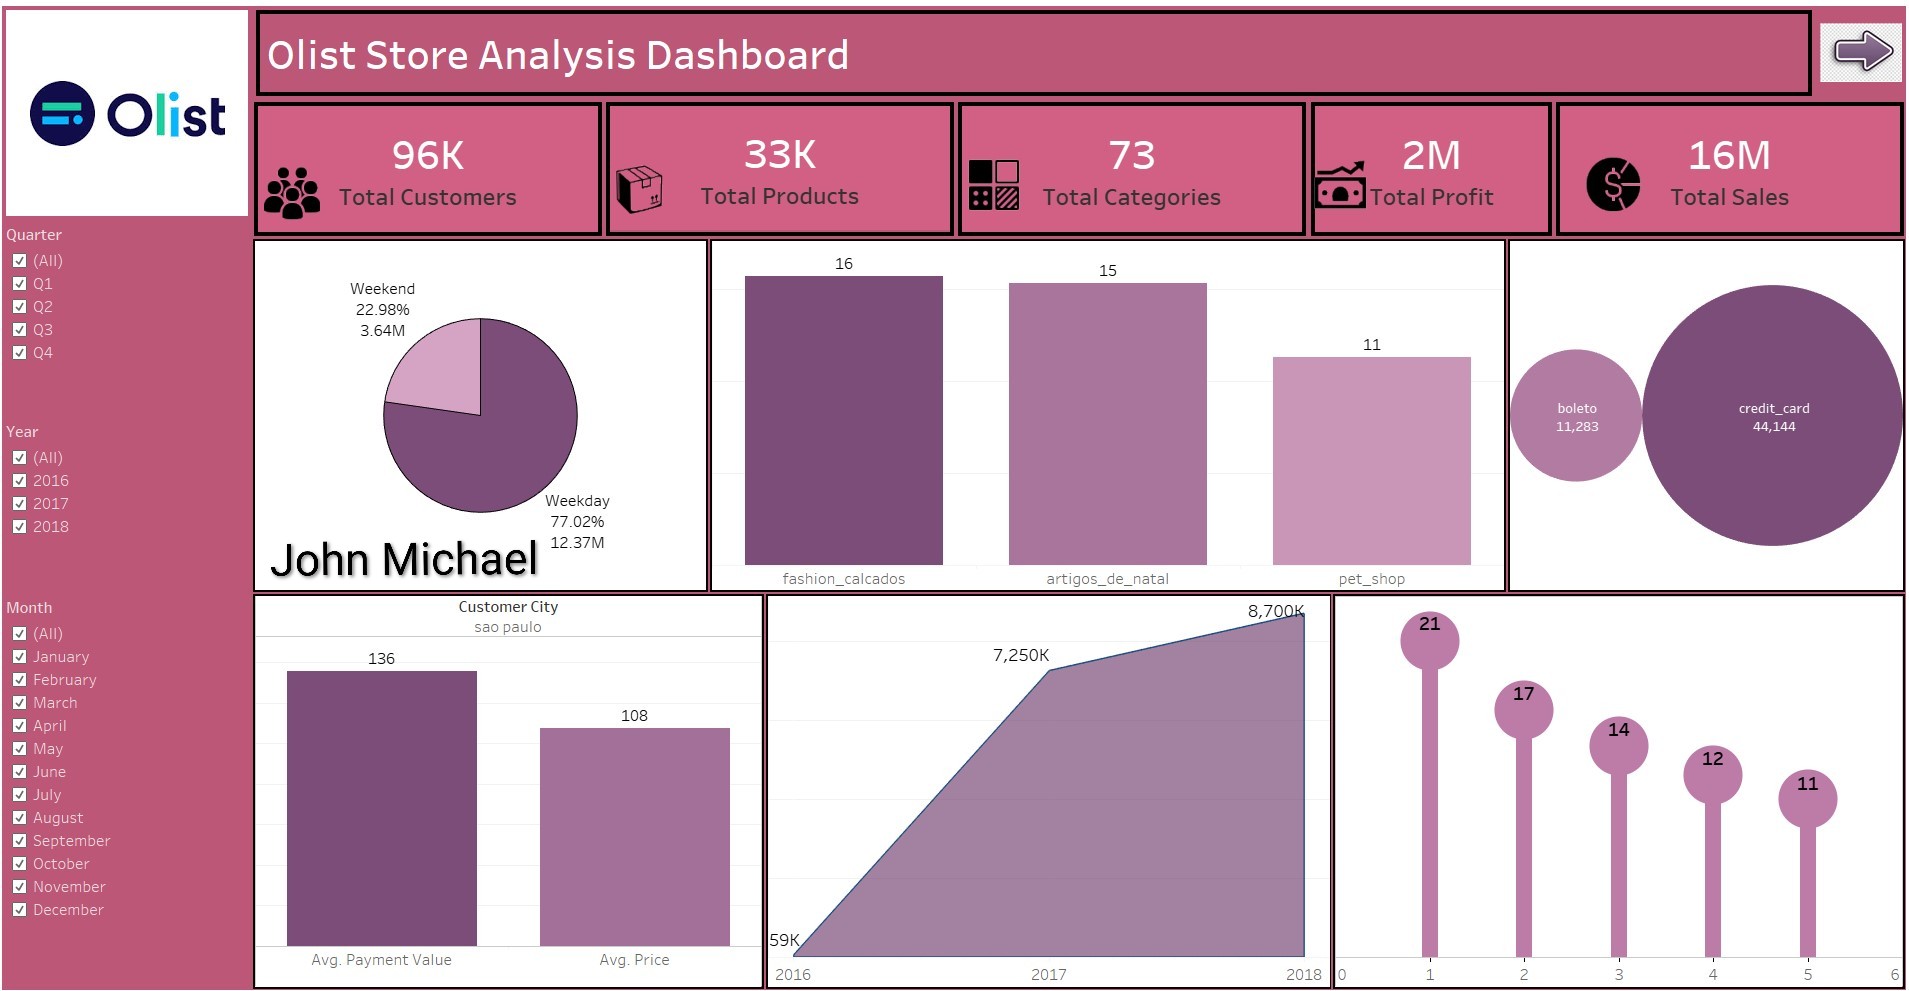 Olist
Olist Store Analysis Dashboard
96K
Total Customers
33K
Total Products
73
Total Categories
2M
Total Profit
16M
Total Sales
Quarter
(All)
Q1
Q2
Q3
Q4
Year
(All)
2016
2017
2018
Month
(All)
January
February
March
April
May
June
July
August
September
October
November
December
Weekend
22.98%
3.64M
Weekday
77.02%
12.37M
John Michael
16
15
11
fashion_calcados
artigos_de_natal
pet_shop
boleto
11,283
credit_card
44,144
Customer City
sao paulo
136
108
Avg. Payment Value
Avg. Price
8,700K
7,250K
59K
2016
2017
2018
21
17
14
12
11
0
1
2
3
4
5
6